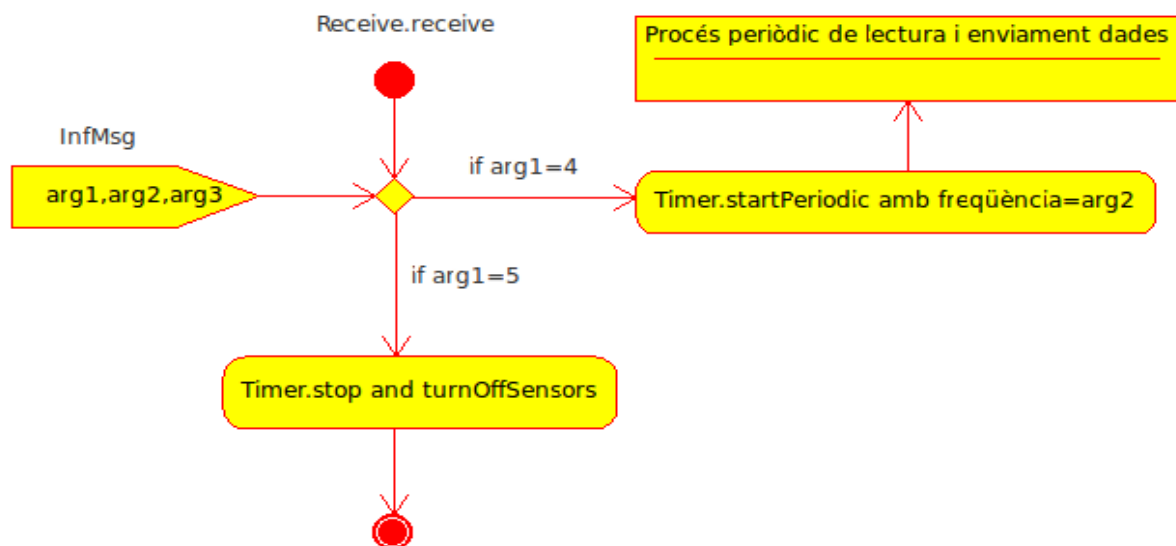 Receive.receive
Procés periòdic de lectura i enviament dades
InfMsg
arg1,arg2,arg3
if arg1=4
Timer.startPeriodic amb freqüència=arg2
if arg1=5
Timer.stop and turnOffSensors